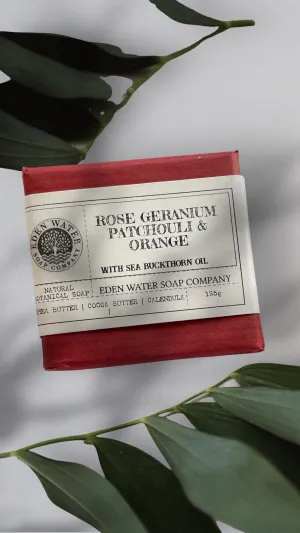 EDEN WATER
SOAP COMPANY
ROSE GERANIUM
PATCHOULI &
ORANGE
WITH SEA BUCKTHORN OIL
NATURAL
BOTANICAL SOAP
EDEN WATER SOAP COMPANY
SHEA BUTTER | COCOA BUTTER | CALENDULA
125g